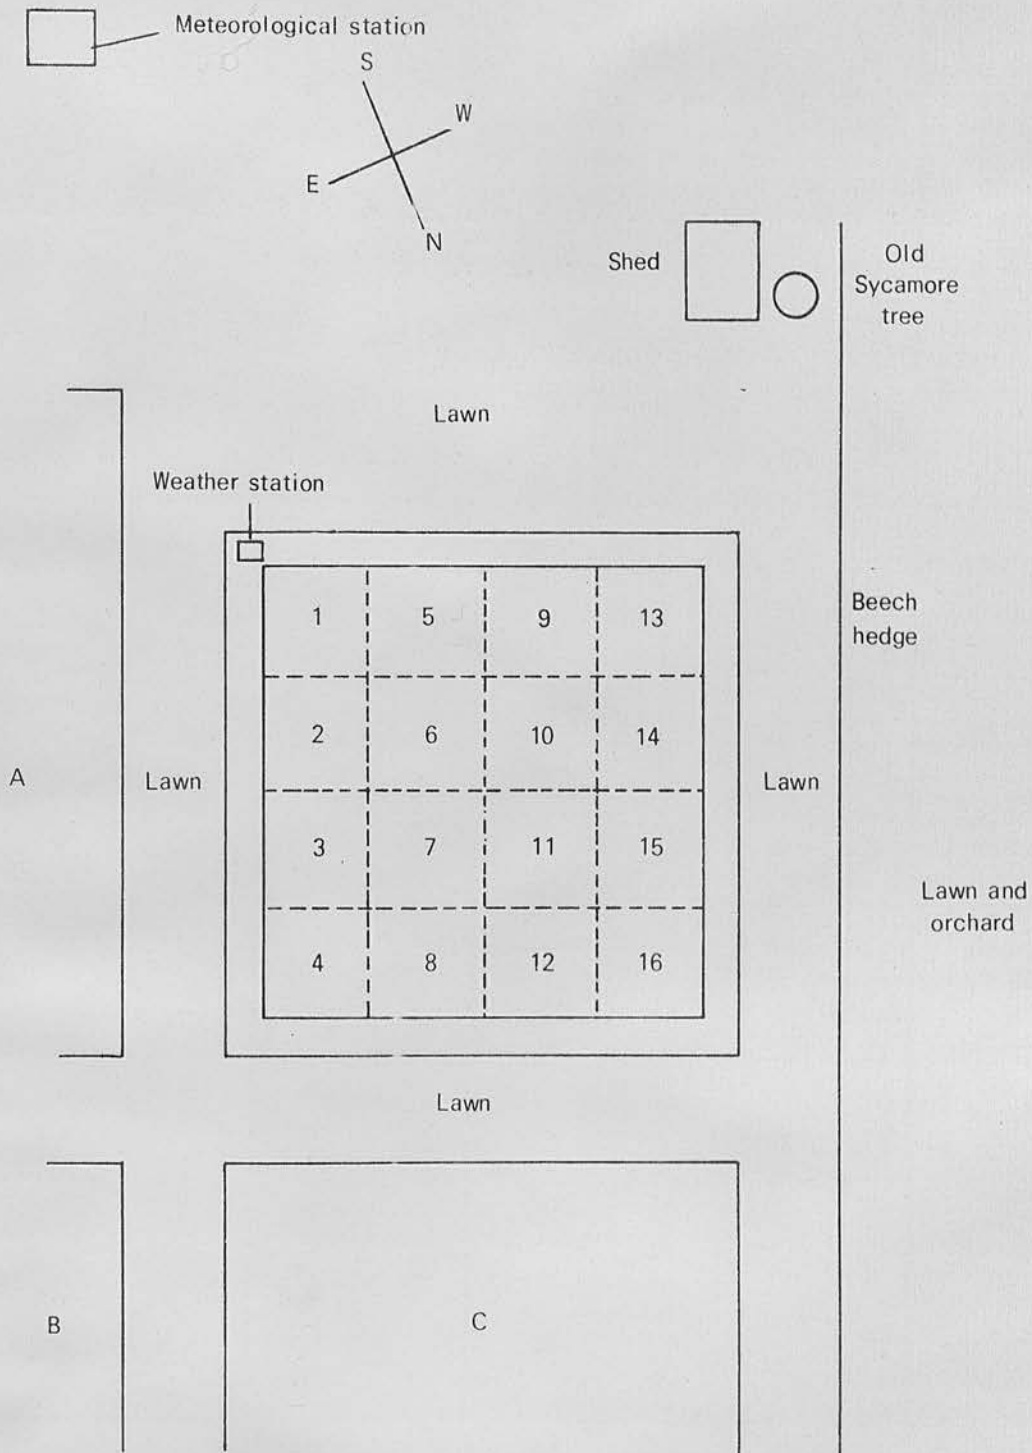 Meteorological station
S
W
E
N
Shed
Old
Sycamore
tree
Lawn
Weather station
1 5 9 13
Beech
hedge
2 6 10 14
A
Lawn
Lawn
3 7 11 15
Lawn and
orchard
4 8 12 16
Lawn
B
C